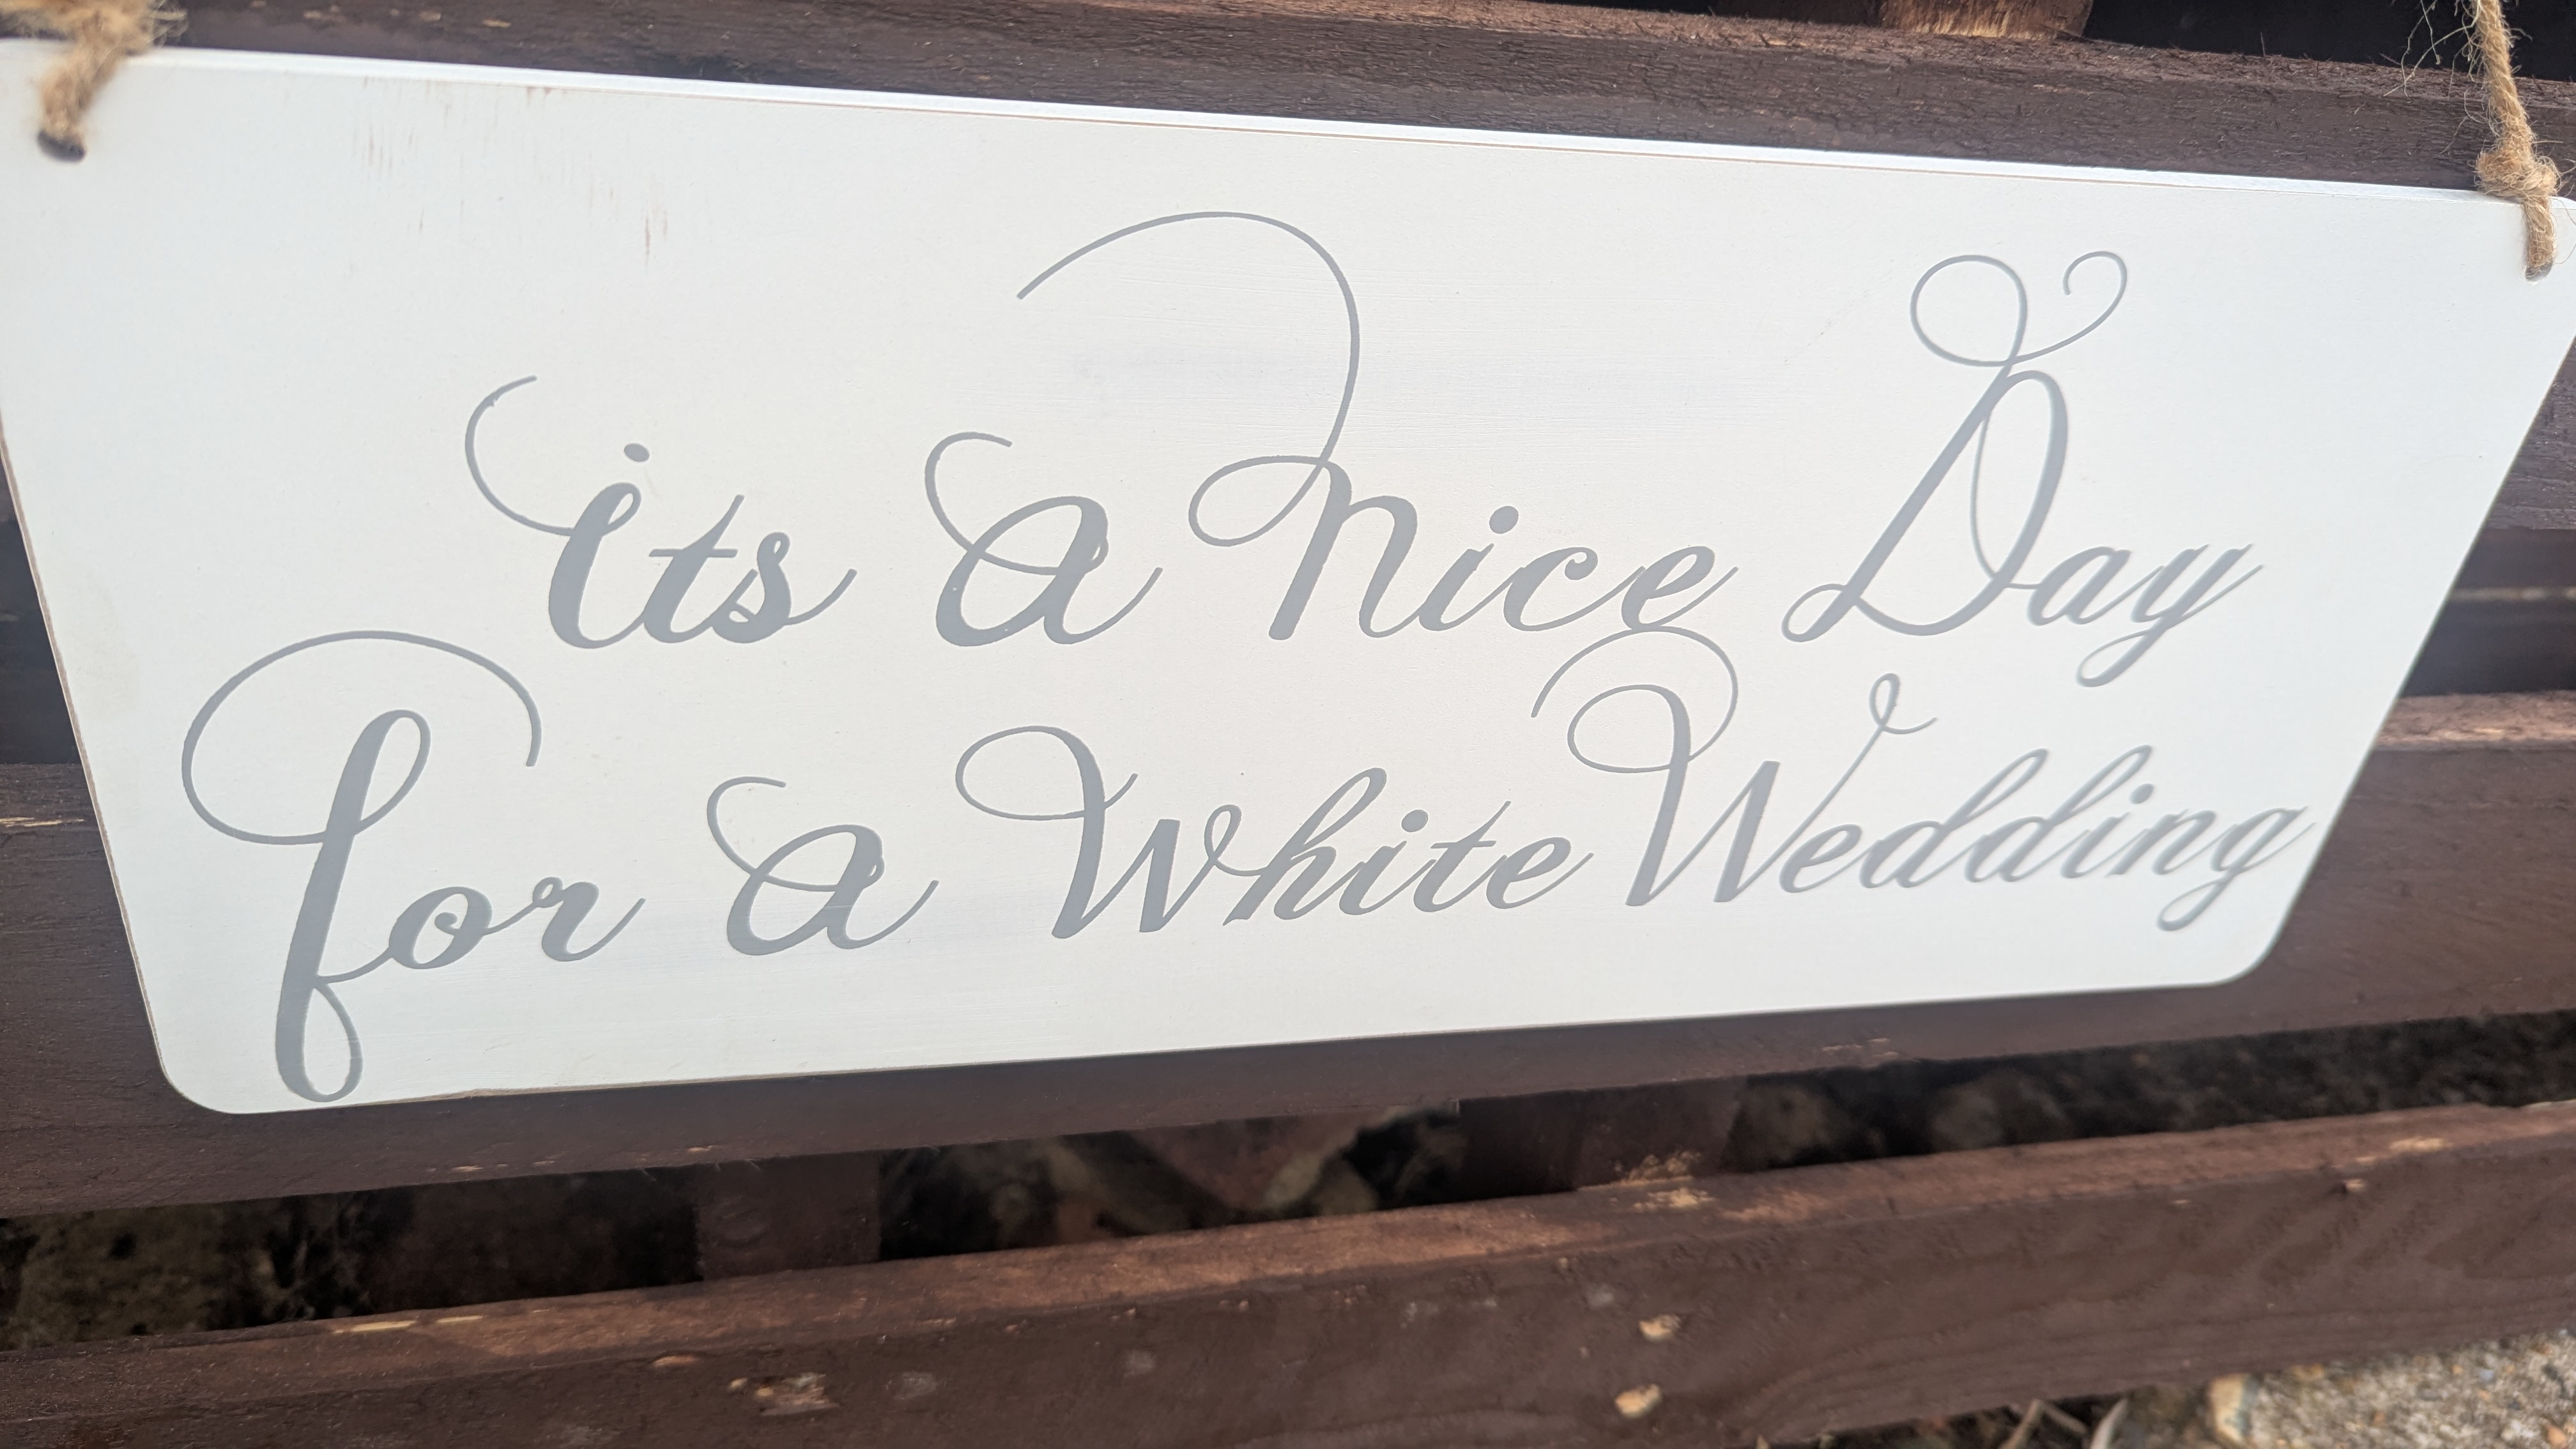 its a nice Day
for a White Wedding